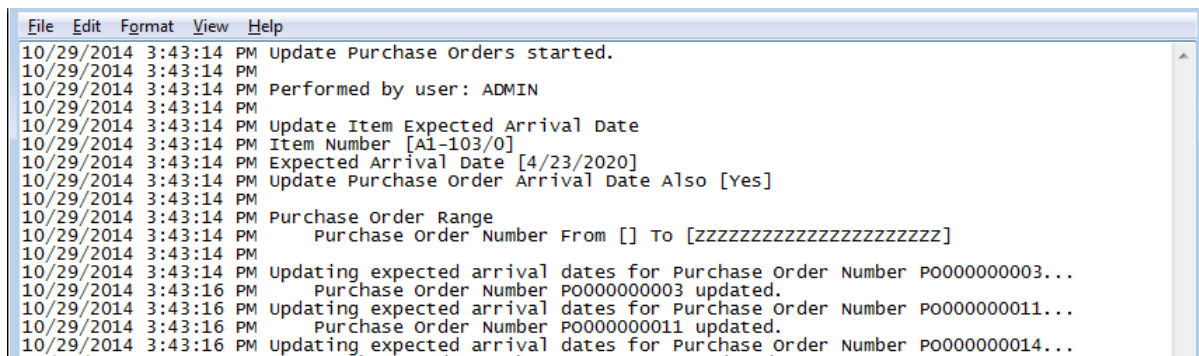 File Edit Format View Help
10/29/2014 3:43:14 PM Update Purchase Orders started.
10/29/2014 3:43:14 PM
10/29/2014 3:43:14 PM Performed by user: ADMIN
10/29/2014 3:43:14 PM
10/29/2014 3:43:14 PM Update Item Expected Arrival Date
10/29/2014 3:43:14 PM Item Number [A1-103/0]
10/29/2014 3:43:14 PM Expected Arrival Date [4/23/2020]
10/29/2014 3:43:14 PM Update Purchase Order Arrival Date Also [Yes]
10/29/2014 3:43:14 PM
10/29/2014 3:43:14 PM Purchase Order Range
10/29/2014 3:43:14 PM     Purchase Order Number From [] To [ZZZZZZZZZZZZZZZZZZZZZZ]
10/29/2014 3:43:14 PM
10/29/2014 3:43:14 PM Updating expected arrival dates for Purchase Order Number PO000000003...
10/29/2014 3:43:16 PM     Purchase Order Number PO000000003 updated.
10/29/2014 3:43:16 PM Updating expected arrival dates for Purchase Order Number PO000000011...
10/29/2014 3:43:16 PM     Purchase Order Number PO000000011 updated.
10/29/2014 3:43:16 PM Updating expected arrival dates for Purchase Order Number PO000000014...